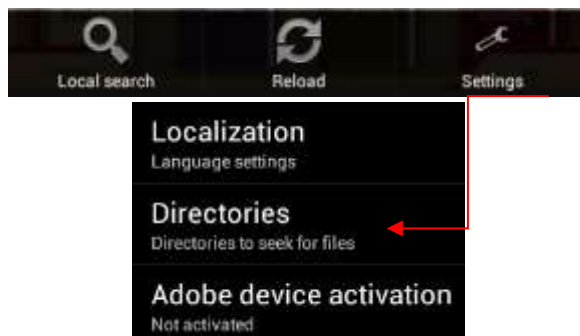 Local search Reload Settings
Localization
Language settings
Directories
Directories to seek for files
Adobe device activation
Not activated